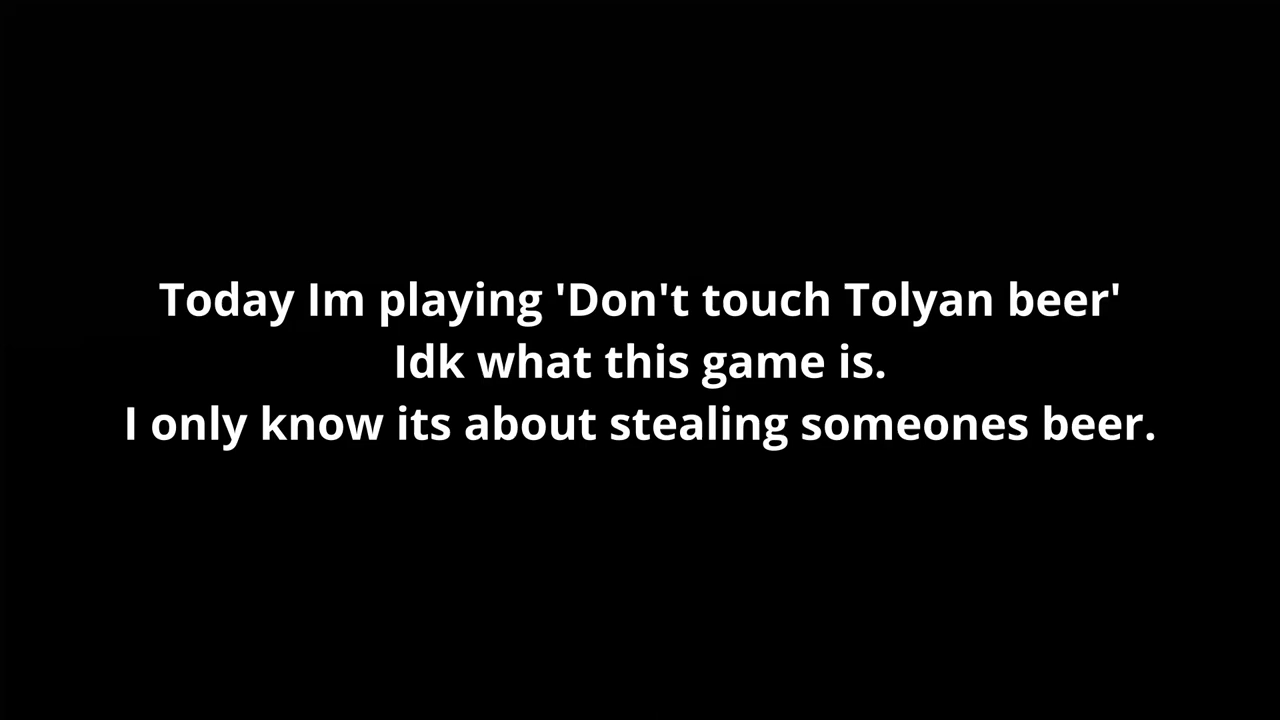 Today Im playing 'Don't touch Tolyan beer'
Idk what this game is.
I only know its about stealing someones beer.